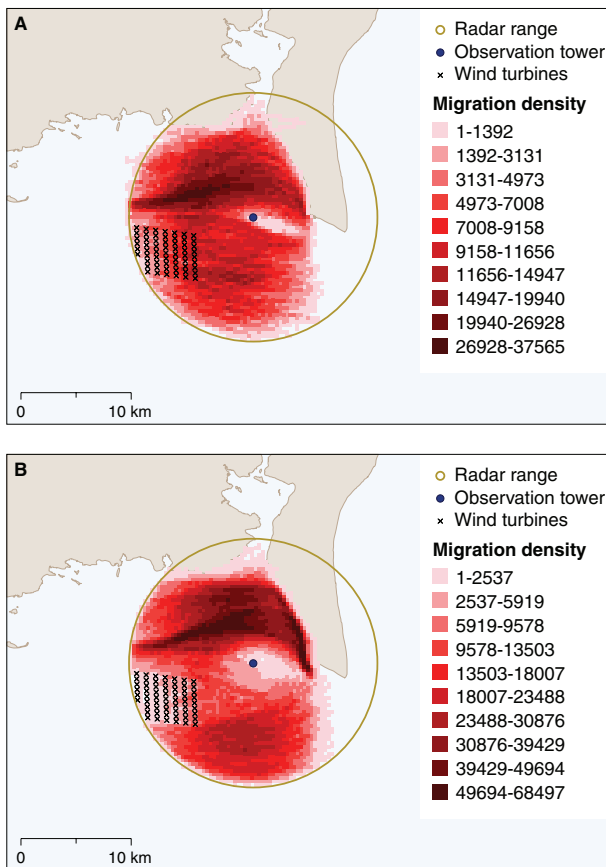 A
Radar range
Observation tower
Wind turbines
Migration density
1-1392
1392-3131
3131-4973
4973-7008
7008-9158
9158-11656
11656-14947
14947-19940
19940-26928
26928-37565
0 10 km
B
Radar range
Observation tower
Wind turbines
Migration density
1-2537
2537-5919
5919-9578
9578-13503
13503-18007
18007-23488
23488-30876
30876-39429
39429-49694
49694-68497
0 10 km